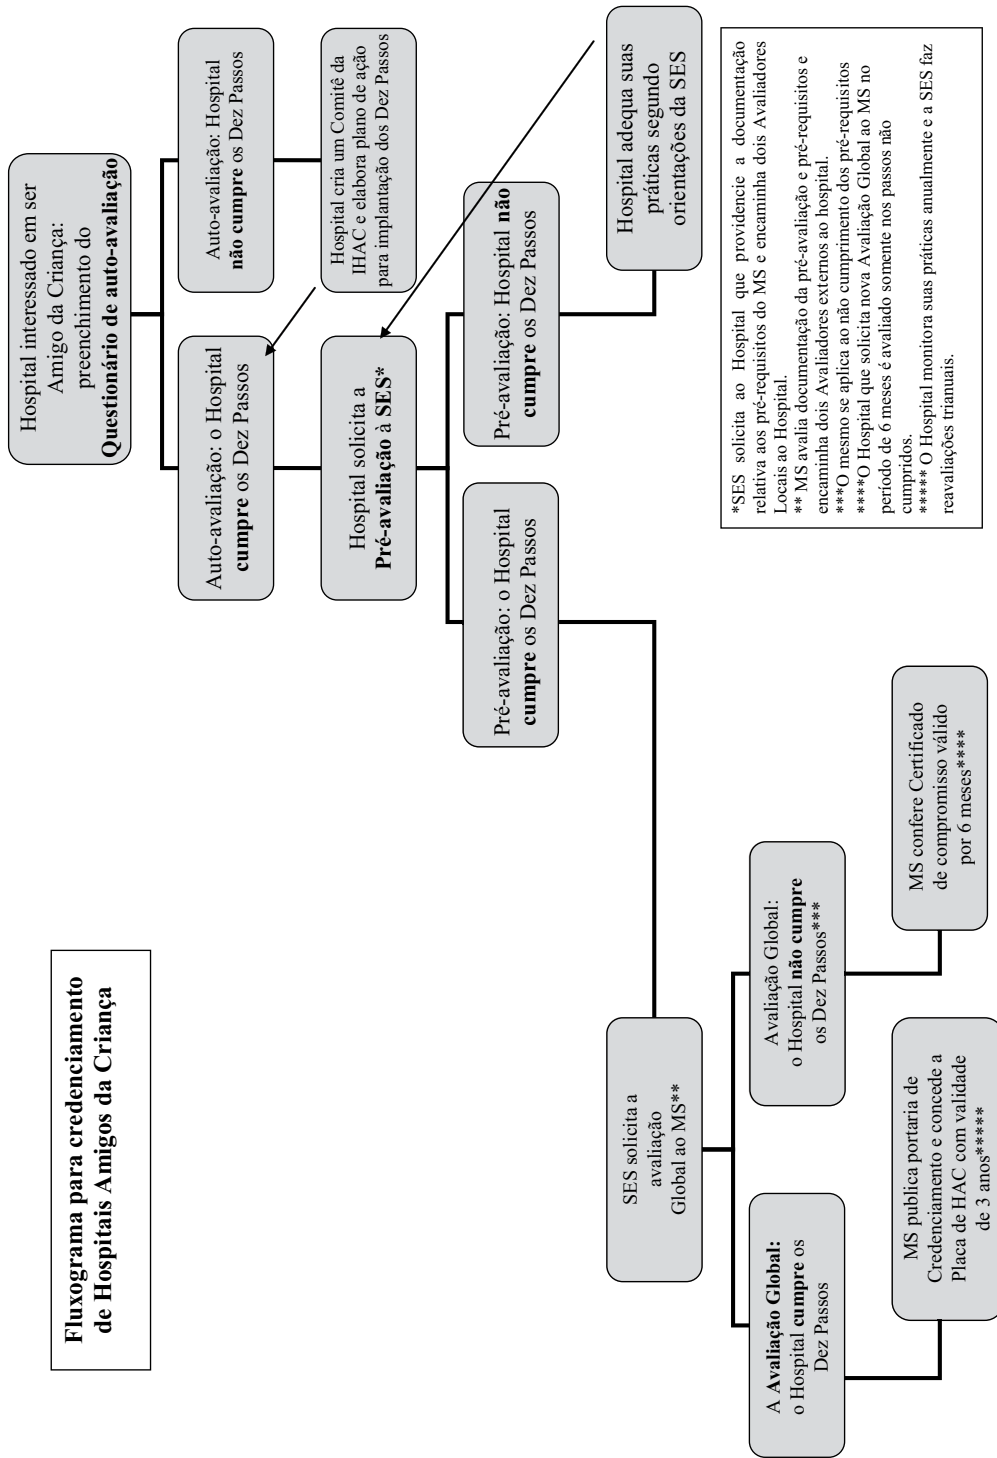 Fluxograma para credenciamento
de Hospitais Amigos da Criança
Hospital interessado em ser
Amigo da Criança:
preenchimento do
Questionário de auto-avaliação
Auto-avaliação: o Hospital
cumpre os Dez Passos
Auto-avaliação: Hospital
não cumpre os Dez Passos
Hospital solicita a
Pré-avaliação à SES*
Hospital cria um Comitê da
IHAC e elabora plano de ação
para implantação dos Dez Passos
Pré-avaliação: o Hospital
cumpre os Dez Passos
Pré-avaliação: Hospital não
cumpre os Dez Passos
Hospital adequa suas
práticas segundo
orientações da SES
SES solicita a
avaliação
Global ao MS**
A Avaliação Global:
o Hospital cumpre os
Dez Passos
Avaliação Global:
o Hospital não cumpre
os Dez Passos***
MS publica portaria de
Credenciamento e concede a
Placa de HAC com validade
de 3 anos*****
MS confere Certificado
de compromisso válido
por 6 meses****
*SES solicita ao Hospital que providencie a documentação
relativa aos pré-requisitos do MS e encaminha dois Avaliadores
Locais ao Hospital.
** MS avalia documentação da pré-avaliação e pré-requisitos e
encaminha dois Avaliadores externos ao hospital.
***O mesmo se aplica ao não cumprimento dos pré-requisitos
****O Hospital que solicita nova Avaliação Global ao MS no
período de 6 meses é avaliado somente nos passos não
cumpridos.
***** O Hospital monitora suas práticas anualmente e a SES faz
reavaliações trianuais.